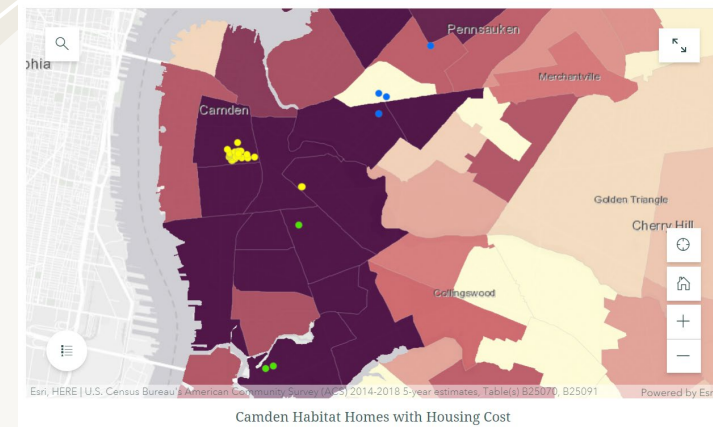 Pennsauken
phia
Merchantville
Camden
Golden Triangle
Cherry Hill
Collingswood
Esri, HERE | U.S. Census Bureau's American Community Survey (ACS) 2014-2018 5-year estimates, Table(s) B25070, B25091
Powered by Esri
Camden Habitat Homes with Housing Cost